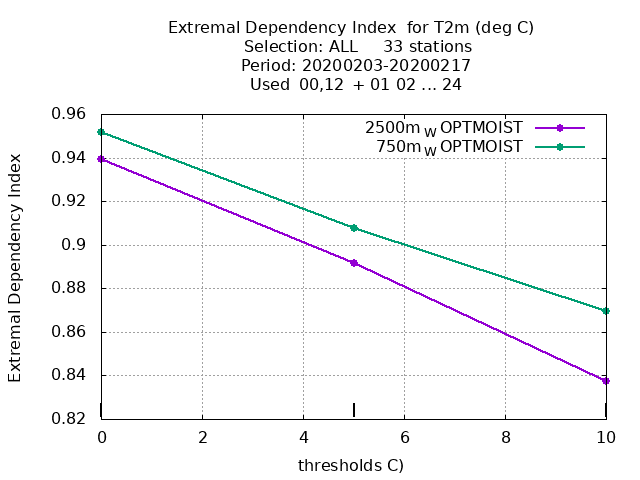 Extremal Dependency Index  for T2m (deg C)
Selection: ALL     33 stations
Period: 20200203-20200217
Used  00,12  + 01 02 ... 24
2500m W OPTMOIST
750m W OPTMOIST
0.96
0.94
0.92
0.9
0.88
0.86
0.84
0.82
Extremal Dependency Index
0 2 4 6 8 10
thresholds C)